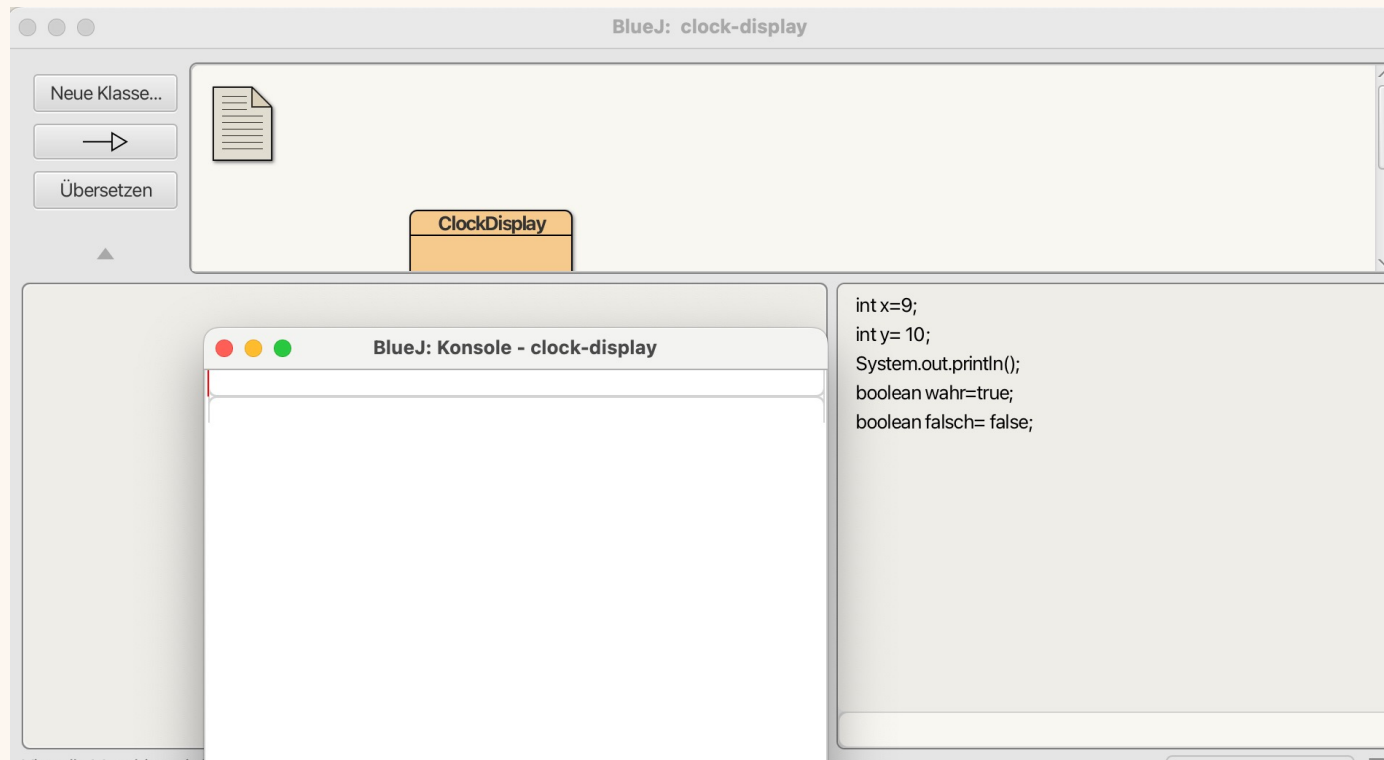 BlueJ: clock-display
Neue Klasse...
Übersetzen
ClockDisplay
BlueJ: Konsole - clock-display
int x=9;
int y= 10;
System.out.println();
boolean wahr=true;
boolean falsch= false;